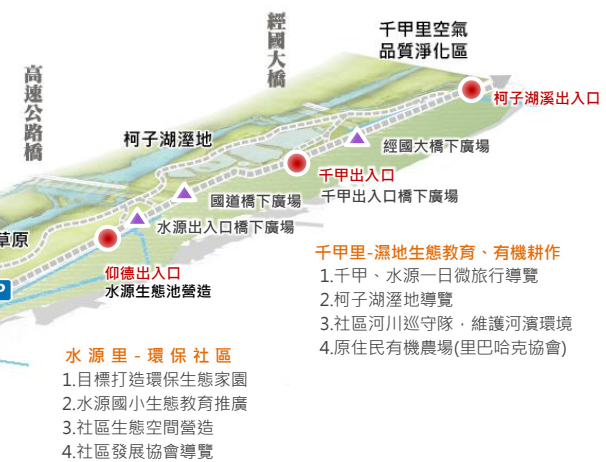 經國大橋
千甲里空氣
品質淨化區
高速公路橋
柯子湖溪出入口
柯子湖溼地
經國大橋下廣場
千甲出入口
千甲出入口橋下廣場
國道橋下廣場
水源出入口橋下廣場
草原
仁德出入口
水源生態池營造
P
千甲里-濕地生態教育、有機耕作
1.千甲、水源一日微旅行導覽
2.柯子湖溼地導覽
3.社區河川巡守隊‧維護河濱環境
4.原住民有機農場(里巴哈克協會)
水源里-環保社區
1.目標打造環保生態家園
2.水源國小生態教育推廣
3.社區生態空間營造
4.社區發展協會導覽